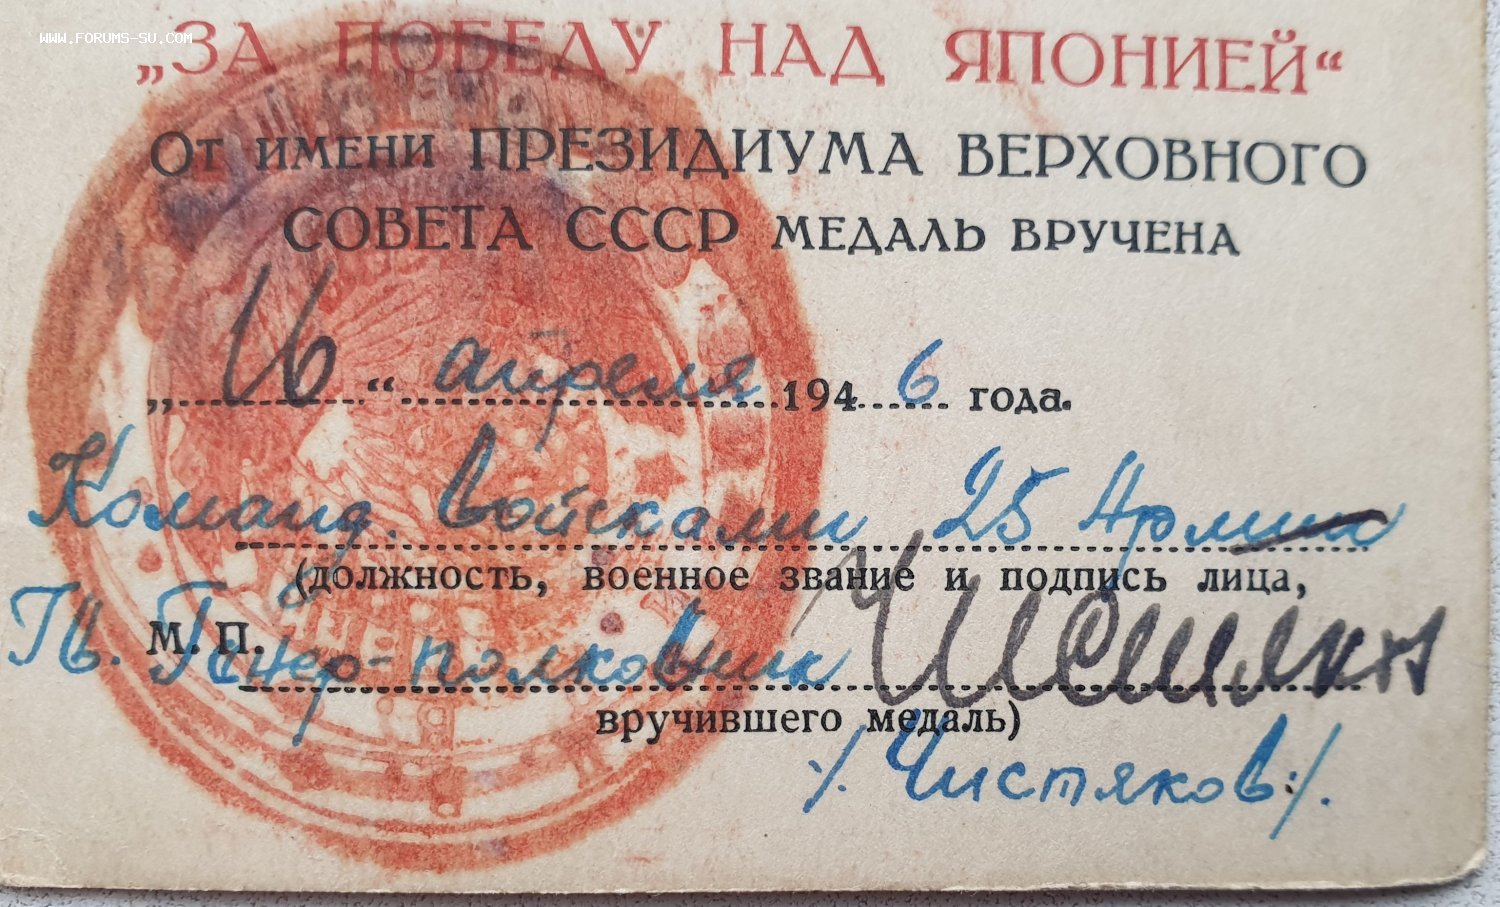 WWW.FORUMS-SU.COM
„ЗА ПОБЕДУ НАД ЯПОНИЕЙ“
От имени ПРЕЗИДИУМА ВЕРХОВНОГО
СОВЕТА СССР МЕДАЛЬ ВРУЧЕНА
„16“ апреля 1946 года.
Команд. Войсками 25 Армии
(должность, военное звание и подпись лица,
Гв. Генер-полковник
М. П.
вручившего медаль)
/Чистяков/.